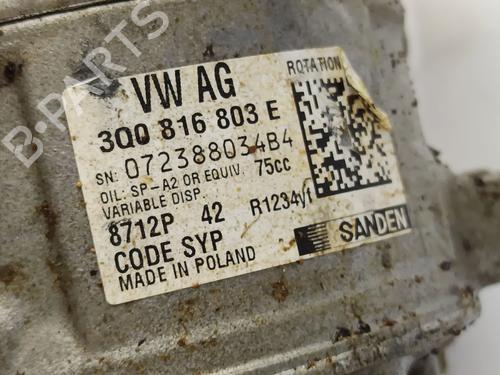 VW AG
ROTATION
3Q0 816 803 E
SN: 072388034B4
OIL: SP-A2 OR EQUIV. 75cc
VARIABLE DISP.
8712P 42 R1234yf
CODE SYP
MADE IN POLAND
SANDEN
B-PARTS